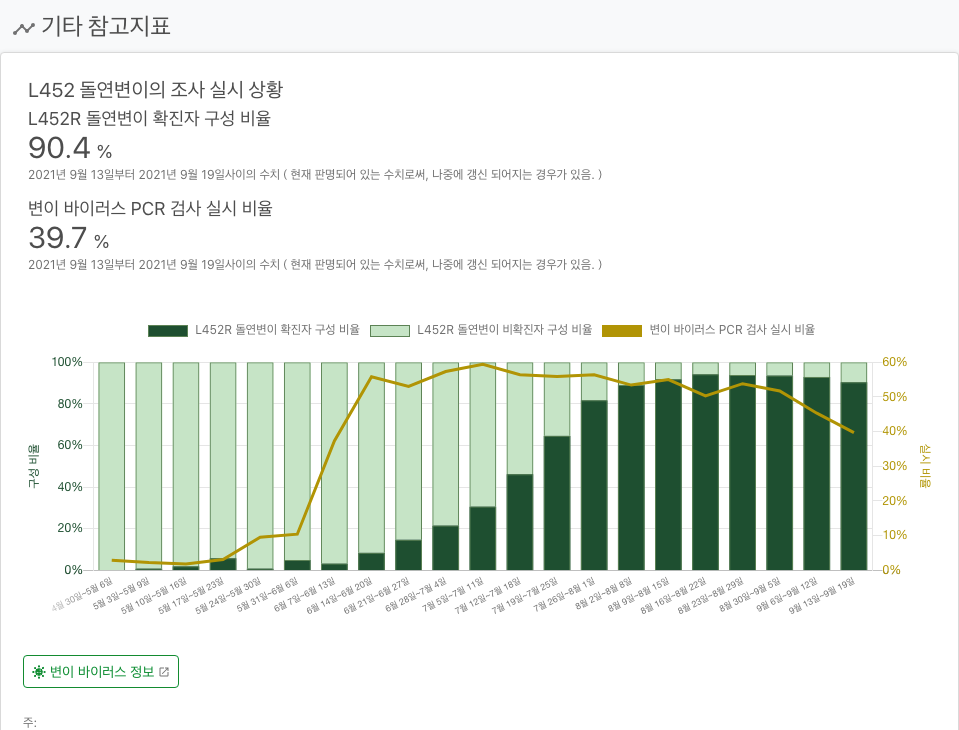 기타 참고지표
L452 돌연변이의 조사 실시 상황
L452R 돌연변이 확진자 구성 비율
90.4 %
2021년 9월 13일부터 2021년 9월 19일사이의 수치 ( 현재 판명되어 있는 수치로써, 나중에 갱신 되어지는 경우가 있음. )
변이 바이러스 PCR 검사 실시 비율
39.7 %
2021년 9월 13일부터 2021년 9월 19일사이의 수치 ( 현재 판명되어 있는 수치로써, 나중에 갱신 되어지는 경우가 있음. )
L452R 돌연변이 확진자 구성 비율 L452R 돌연변이 비확진자 구성 비율 변이 바이러스 PCR 검사 실시 비율
100%
80%
60%
40%
20%
0%
구성 비율
60%
50%
40%
30%
20%
10%
0%
실시 비율
4월 30일~5월 6일
5월 3일~5월 9일
5월 10일~5월 16일
5월 17일~5월 23일
5월 24일~5월 30일
5월 31일~6월 6일
6월 7일~6월 13일
6월 14일~6월 20일
6월 21일~6월 27일
6월 28일~7월 4일
7월 5일~7월 11일
7월 12일~7월 18일
7월 19일~7월 25일
7월 26일~8월 1일
8월 2일~8월 8일
8월 9일~8월 15일
8월 16일~8월 22일
8월 23일~8월 29일
8월 30일~9월 5일
9월 6일~9월 12일
9월 13일~9월 19일
변이 바이러스 정보
주: